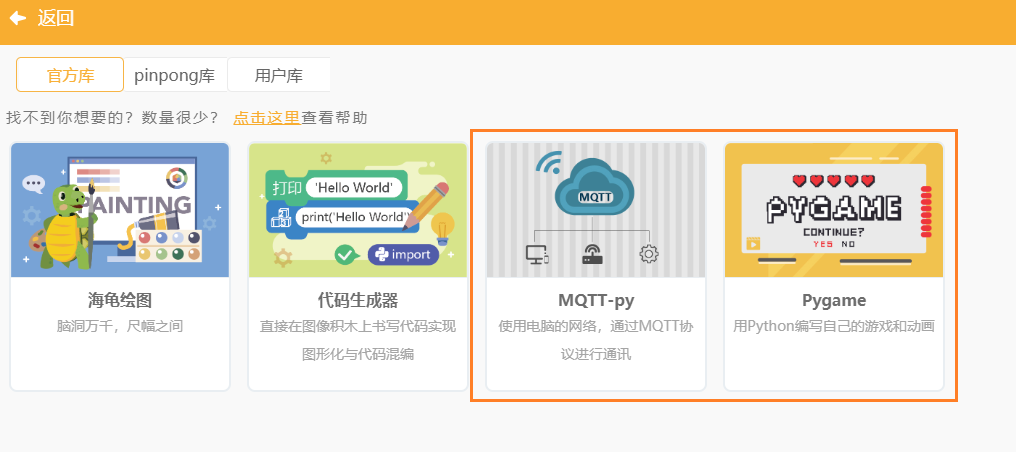 返回
官方库
pinpong库
用户库
找不到你想要的？数量很少？ 点击这里查看帮助
PAINTING
海龟绘图
脑洞万千，尺幅之间
打印 'Hello World'
print('Hello World')
import
代码生成器
直接在图像积木上书写代码实现
图形化与代码混编
MQTT
MQTT-py
使用电脑的网络，通过MQTT协
议进行通讯
PYGAME
CONTINUE?
YES NO
Pygame
用Python编写自己的游戏和动画